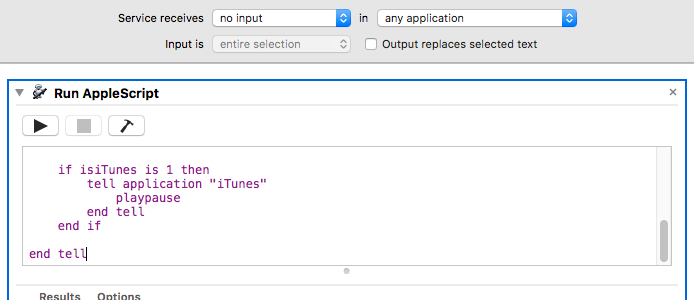 Service receives no input in any application
Input is entire selection Output replaces selected text
Run AppleScript
if isiTunes is 1 then
tell application "iTunes"
playpause
end tell
end if
end tell
Results Options